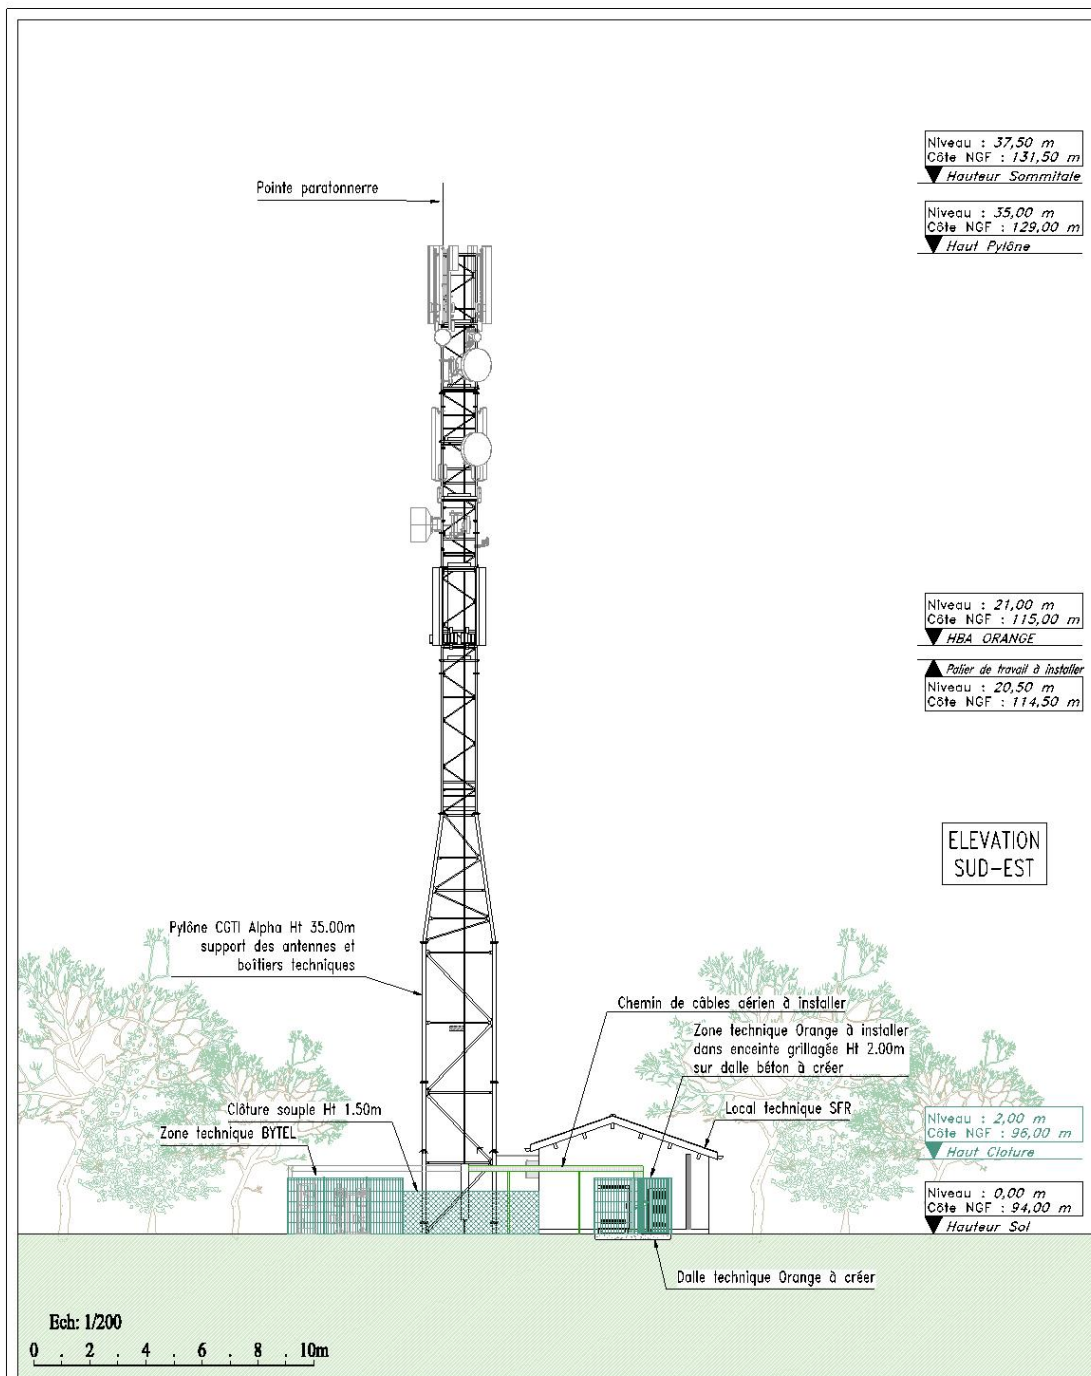 Niveau : 37,50 m
Côte NGF : 131,50 m
Hauteur Sommitale
Pointe paratonnerre
Niveau : 35,00 m
Côte NGF : 129,00 m
Haut Pylône
Niveau : 21,00 m
Côte NGF : 115,00 m
HBA ORANGE
Palier de travail à installer
Niveau : 20,50 m
Côte NGF : 114,50 m
ELEVATION
SUD-EST
Pylône CGTI Alpha Ht 35.00m
support des antennes et
boîtiers techniques
Chemin de câbles aérien à installer
Zone technique Orange à installer
dans enceinte grillagée Ht 2.00m
sur dalle béton à créer
Clôture souple Ht 1.50m
Zone technique BYTEL
Local technique SFR
Niveau : 2,00 m
Côte NGF : 96,00 m
Haut Cloture
Niveau : 0,00 m
Côte NGF : 94,00 m
Hauteur Sol
Dalle technique Orange à créer
Ech: 1/200
0 . 2 . 4 . 6 . 8 . 10m